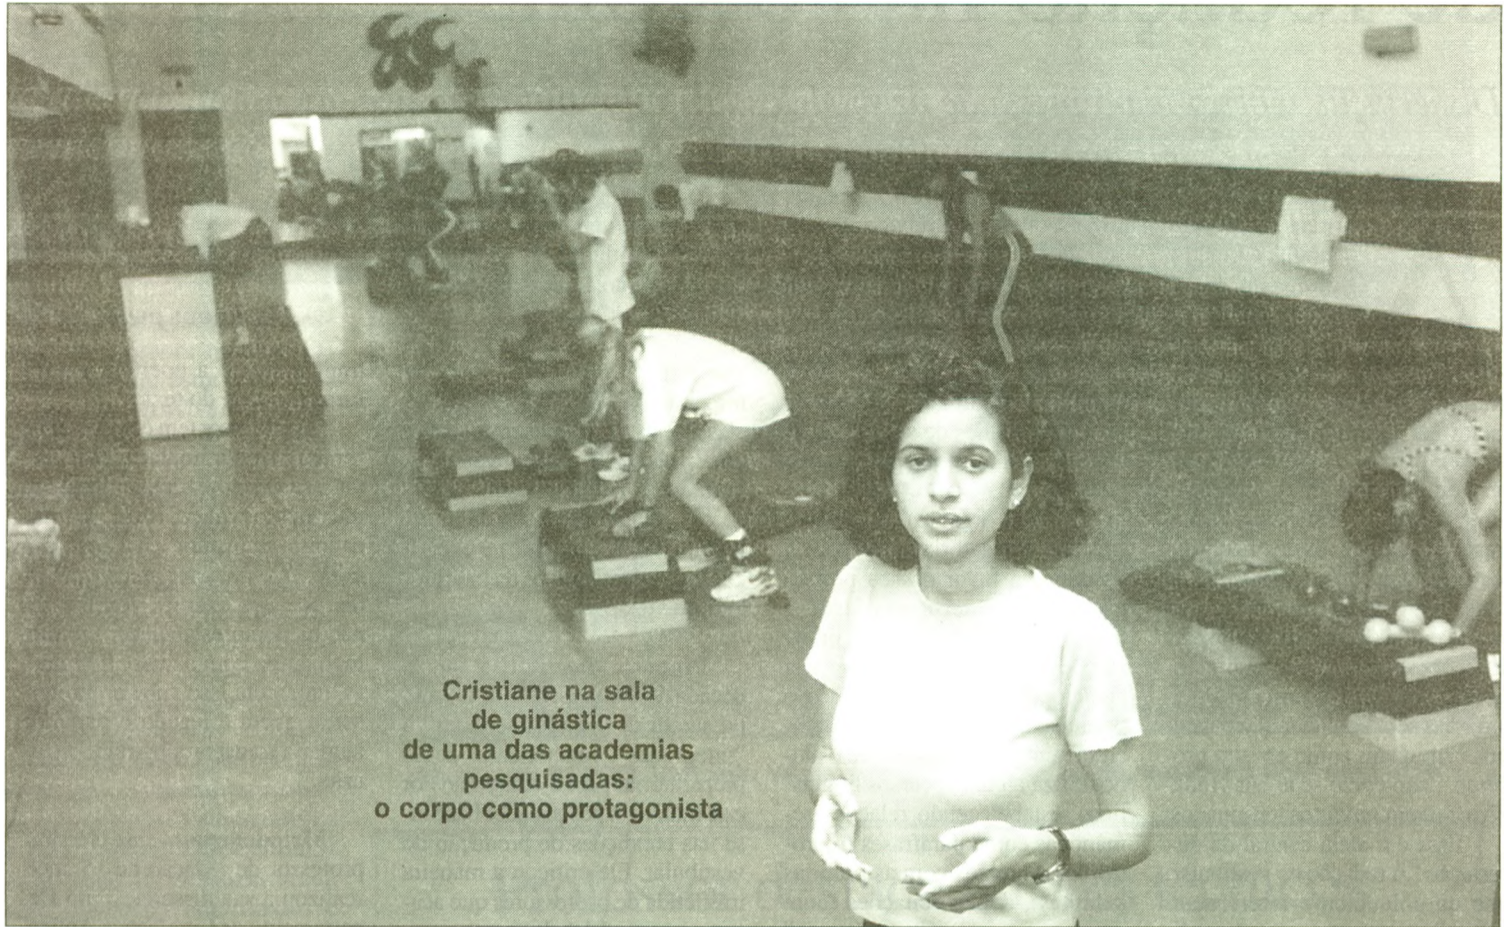 Cristiane na sala
de ginástica
de uma das academias
pesquisadas:
o corpo como protagonista